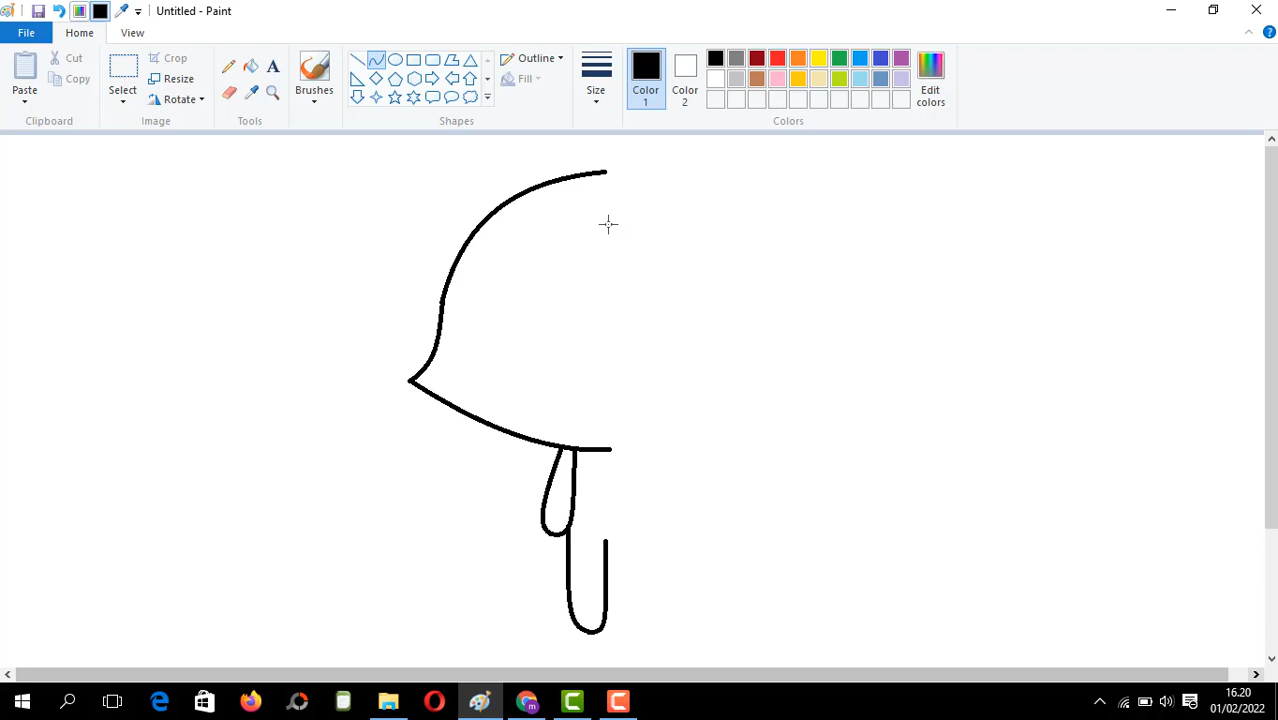 Untitled - Paint
File Home View
Paste
Cut
Copy
Clipboard
Select
Crop
Resize
Rotate
Image
A
Tools
Brushes
Outline
Fill
Shapes
Size
Color 1
Color 2
Edit colors
Colors
16.20
01/02/2022